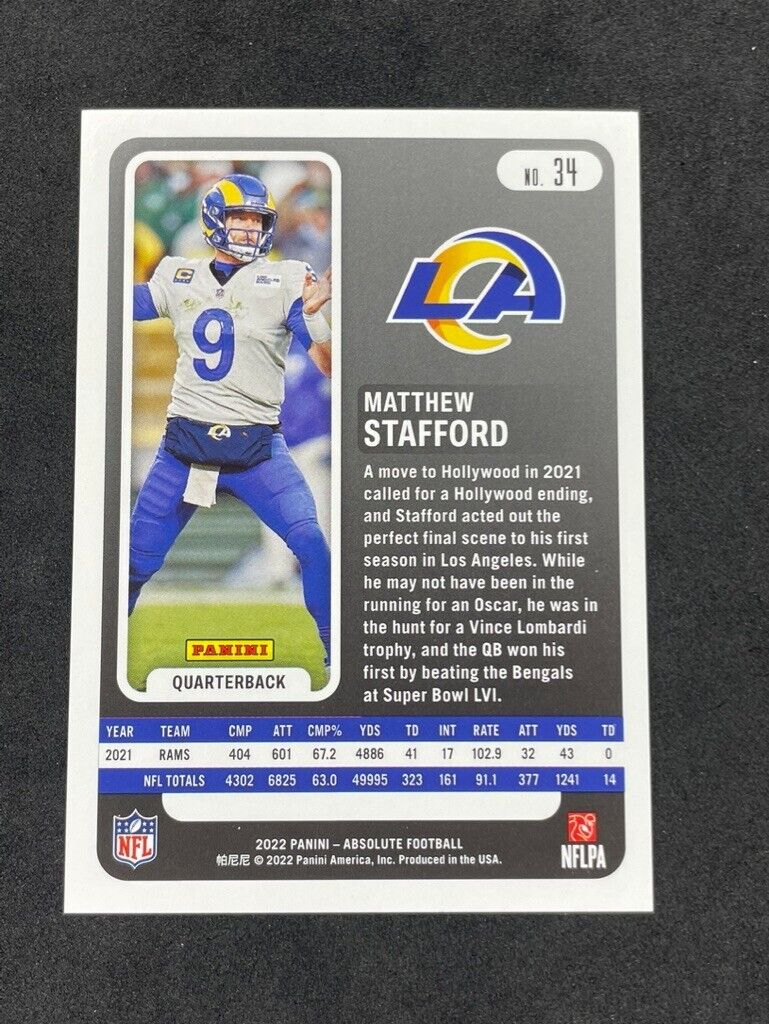 NO. 34
LA
9
C
MATTHEW
STAFFORD
A move to Hollywood in 2021
called for a Hollywood ending,
and Stafford acted out the
perfect final scene to his first
season in Los Angeles. While
he may not have been in the
running for an Oscar, he was in
the hunt for a Vince Lombardi
trophy, and the QB won his
first by beating the Bengals
at Super Bowl LVI.
PANINI
QUARTERBACK
YEAR TEAM CMP ATT CMP% YDS TD INT RATE ATT YDS TD
2021 RAMS 404 601 67.2 4886 41 17 102.9 32 43 0
NFL TOTALS 4302 6825 63.0 49995 323 161 91.1 377 1241 14
NFL
2022 PANINI – ABSOLUTE FOOTBALL
帕尼尼 © 2022 Panini America, Inc. Produced in the USA.
NFLPA